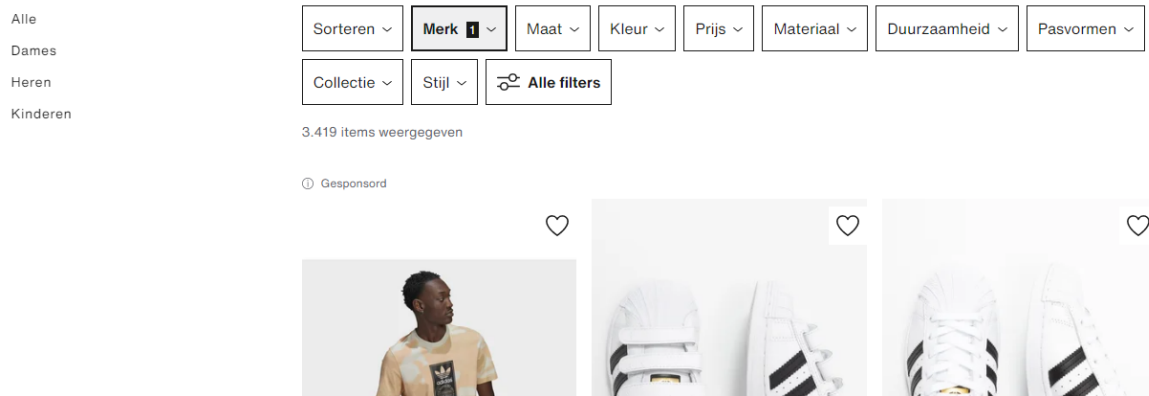 Alle
Dames
Heren
Kinderen
Sorteren Merk 1 Maat Kleur Prijs Materiaal Duurzaamheid Pasvormen
Collectie Stijl Alle filters
3.419 items weergegeven
Gesponsord